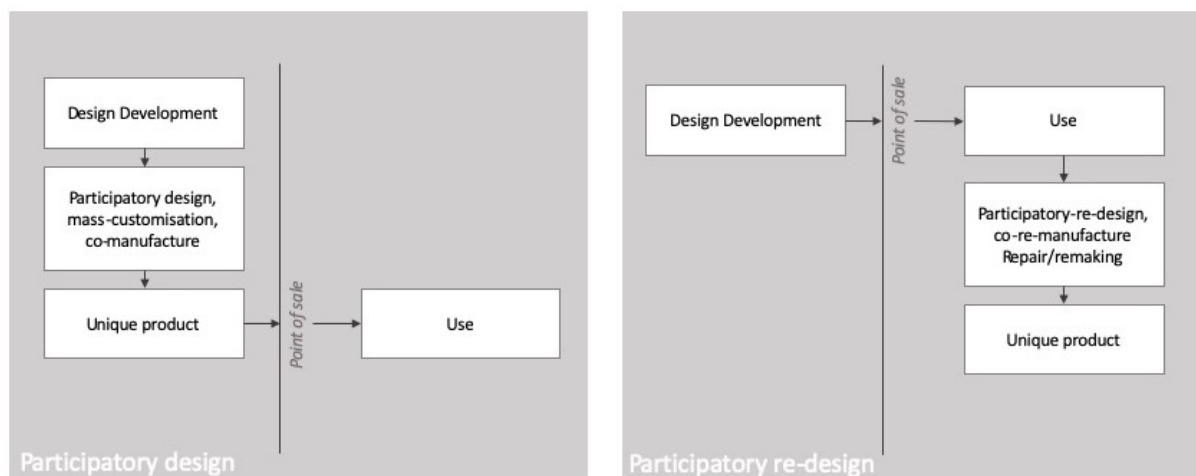 Design Development
Participatory design,
mass-customisation,
co-manufacture
Unique product
Point of sale
Use
Participatory design
Design Development
Point of sale
Use
Participatory-re-design,
co-re-manufacture
Repair/remaking
Unique product
Participatory re-design